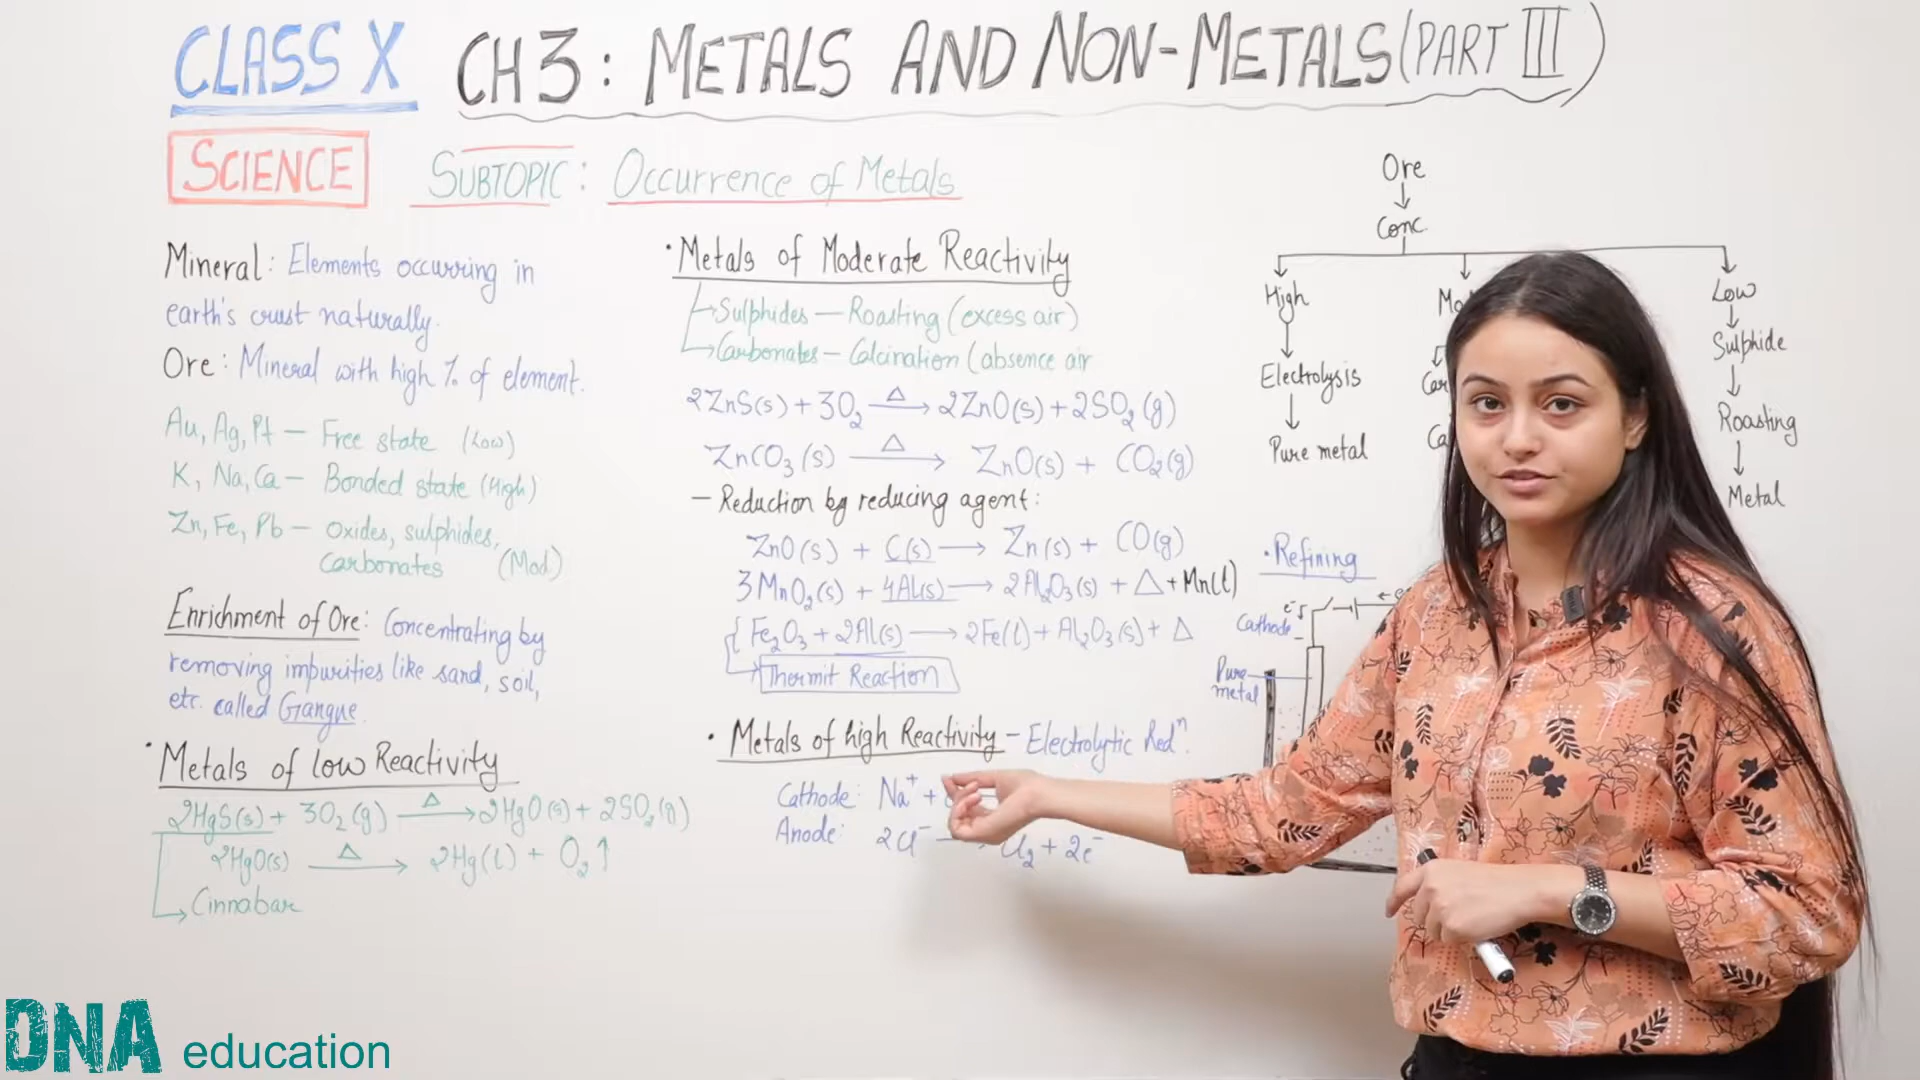 CLASS X CH 3 : METALS AND NON-METALS (PART III)
SCIENCE
SUBTOPIC : Occurrence of Metals
Mineral : Elements occurring in
earth's crust naturally.
Ore : Mineral with high % of element.
Au, Ag, Pt — Free state (Low)
K, Na, Ca — Bonded state (High)
Zn, Fe, Pb — Oxides, sulphides,
carbonates (Mod)
Enrichment of Ore : Concentrating by
removing impurities like sand, soil,
etc. called Gangue.
• Metals of low Reactivity
2HgS(s) + 3O₂(g) —Δ→ 2HgO(s) + 2SO₂(g)
2HgO(s) —Δ→ 2Hg(l) + O₂↑
Cinnabar
• Metals of Moderate Reactivity
→Sulphides — Roasting (excess air)
→Carbonates — Calcination (absence air
2ZnS(s) + 3O₂ —Δ→ 2ZnO(s) + 2SO₂(g)
ZnCO₃(s) —Δ→ ZnO(s) + CO₂(g)
— Reduction by reducing agent :
ZnO(s) + C(s) → Zn(s) + CO(g)
3MnO₂(s) + 4Al(s) → 2Al₂O₃(s) + Δ + Mn(l)
Fe₂O₃ + 2Al(s) → 2Fe(l) + Al₂O₃(s) + Δ
Thermit Reaction
• Metals of high Reactivity – Electrolytic Redⁿ.
Cathode : Na⁺ +
Anode : 2Cl⁻ → Cl₂ + 2e⁻
Ore
↓
Conc.
High
Low
Electrolysis
Pure metal
Sulphide
Roasting
Metal
• Refining
e⁻
Cathode
Pure
metal
DNA education